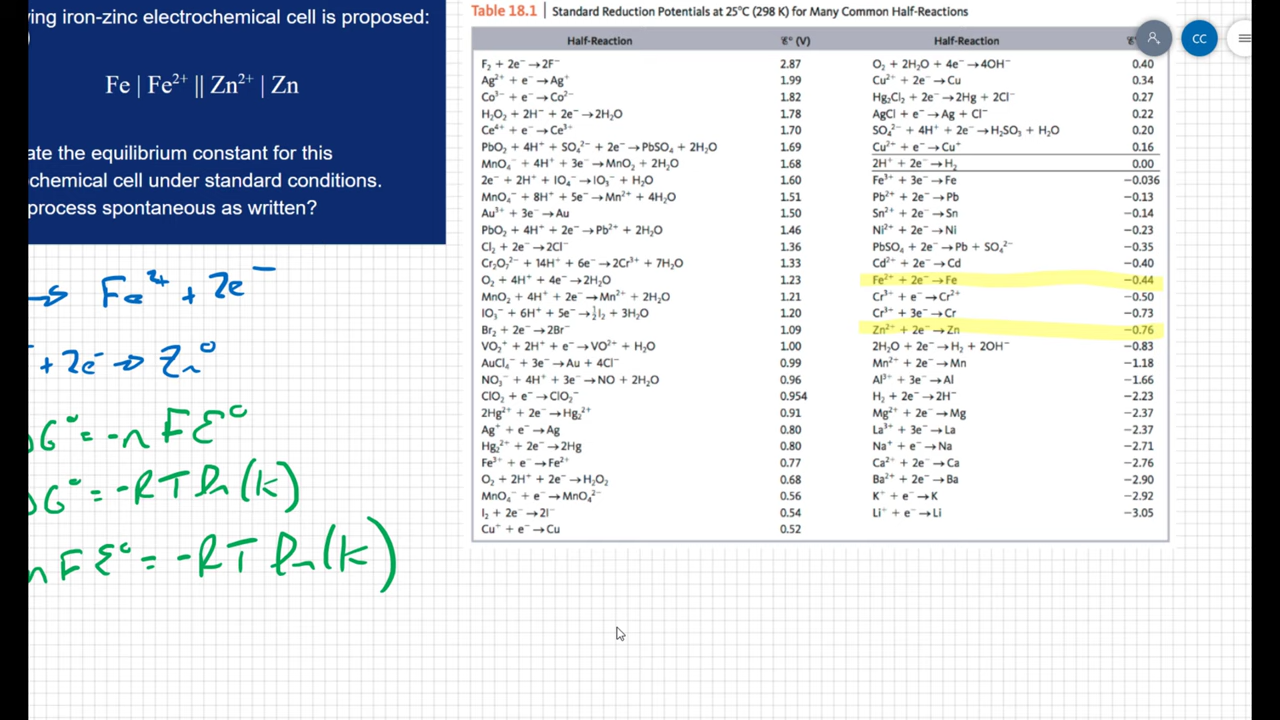 ving iron-zinc electrochemical cell is proposed:
Fe | Fe²⁺ || Zn²⁺ | Zn
ate the equilibrium constant for this
chemical cell under standard conditions.
process spontaneous as written?
→ Fe²⁺ + 2e⁻
+ 2e⁻ → Zn⁰
ΔG° = -nFℰ°
ΔG° = -RT ln(K)
nFℰ° = -RT ln(K)
Table 18.1 | Standard Reduction Potentials at 25°C (298 K) for Many Common Half-Reactions
CC
Half-Reaction ℰ° (V) Half-Reaction ℰ°
F₂ + 2e⁻ → 2F⁻ 2.87 O₂ + 2H₂O + 4e⁻ → 4OH⁻ 0.40
Ag²⁺ + e⁻ → Ag⁺ 1.99 Cu²⁺ + 2e⁻ → Cu 0.34
Co³⁺ + e⁻ → Co²⁺ 1.82 Hg₂Cl₂ + 2e⁻ → 2Hg + 2Cl⁻ 0.27
H₂O₂ + 2H⁺ + 2e⁻ → 2H₂O 1.78 AgCl + e⁻ → Ag + Cl⁻ 0.22
Ce⁴⁺ + e⁻ → Ce³⁺ 1.70 SO₄²⁻ + 4H⁺ + 2e⁻ → H₂SO₃ + H₂O 0.20
PbO₂ + 4H⁺ + SO₄²⁻ + 2e⁻ → PbSO₄ + 2H₂O 1.69 Cu²⁺ + e⁻ → Cu⁺ 0.16
MnO₄⁻ + 4H⁺ + 3e⁻ → MnO₂ + 2H₂O 1.68 2H⁺ + 2e⁻ → H₂ 0.00
2e⁻ + 2H⁺ + IO₄⁻ → IO₃⁻ + H₂O 1.60 Fe³⁺ + 3e⁻ → Fe −0.036
MnO₄⁻ + 8H⁺ + 5e⁻ → Mn²⁺ + 4H₂O 1.51 Pb²⁺ + 2e⁻ → Pb −0.13
Au³⁺ + 3e⁻ → Au 1.50 Sn²⁺ + 2e⁻ → Sn −0.14
PbO₂ + 4H⁺ + 2e⁻ → Pb²⁺ + 2H₂O 1.46 Ni²⁺ + 2e⁻ → Ni −0.23
Cl₂ + 2e⁻ → 2Cl⁻ 1.36 PbSO₄ + 2e⁻ → Pb + SO₄²⁻ −0.35
Cr₂O₇²⁻ + 14H⁺ + 6e⁻ → 2Cr³⁺ + 7H₂O 1.33 Cd²⁺ + 2e⁻ → Cd −0.40
O₂ + 4H⁺ + 4e⁻ → 2H₂O 1.23 Fe²⁺ + 2e⁻ → Fe −0.44
MnO₂ + 4H⁺ + 2e⁻ → Mn²⁺ + 2H₂O 1.21 Cr³⁺ + e⁻ → Cr²⁺ −0.50
IO₃⁻ + 6H⁺ + 5e⁻ → ½I₂ + 3H₂O 1.20 Cr³⁺ + 3e⁻ → Cr −0.73
Br₂ + 2e⁻ → 2Br⁻ 1.09 Zn²⁺ + 2e⁻ → Zn −0.76
VO₂⁺ + 2H⁺ + e⁻ → VO²⁺ + H₂O 1.00 2H₂O + 2e⁻ → H₂ + 2OH⁻ −0.83
AuCl₄⁻ + 3e⁻ → Au + 4Cl⁻ 0.99 Mn²⁺ + 2e⁻ → Mn −1.18
NO₃⁻ + 4H⁺ + 3e⁻ → NO + 2H₂O 0.96 Al³⁺ + 3e⁻ → Al −1.66
ClO₂ + e⁻ → ClO₂⁻ 0.954 H₂ + 2e⁻ → 2H⁻ −2.23
2Hg²⁺ + 2e⁻ → Hg₂²⁺ 0.91 Mg²⁺ + 2e⁻ → Mg −2.37
Ag⁺ + e⁻ → Ag 0.80 La³⁺ + 3e⁻ → La −2.37
Hg₂²⁺ + 2e⁻ → 2Hg 0.80 Na⁺ + e⁻ → Na −2.71
Fe³⁺ + e⁻ → Fe²⁺ 0.77 Ca²⁺ + 2e⁻ → Ca −2.76
O₂ + 2H⁺ + 2e⁻ → H₂O₂ 0.68 Ba²⁺ + 2e⁻ → Ba −2.90
MnO₄⁻ + e⁻ → MnO₄²⁻ 0.56 K⁺ + e⁻ → K −2.92
I₂ + 2e⁻ → 2I⁻ 0.54 Li⁺ + e⁻ → Li −3.05
Cu⁺ + e⁻ → Cu 0.52